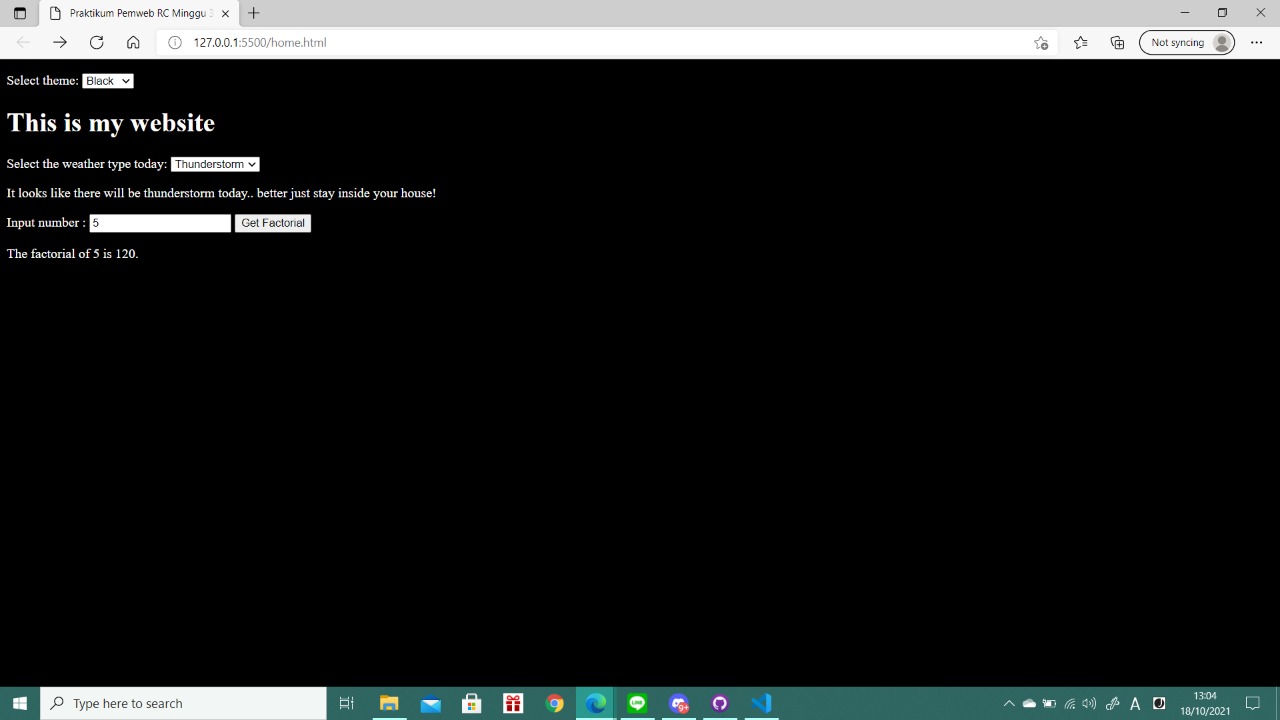 Praktikum Pemweb RC Minggu 3
127.0.0.1:5500/home.html
Not syncing
Select theme: Black
This is my website
Select the weather type today: Thunderstorm
It looks like there will be thunderstorm today.. better just stay inside your house!
Input number : 5 Get Factorial
The factorial of 5 is 120.
Type here to search
LINE
9+
A
13:04
18/10/2021